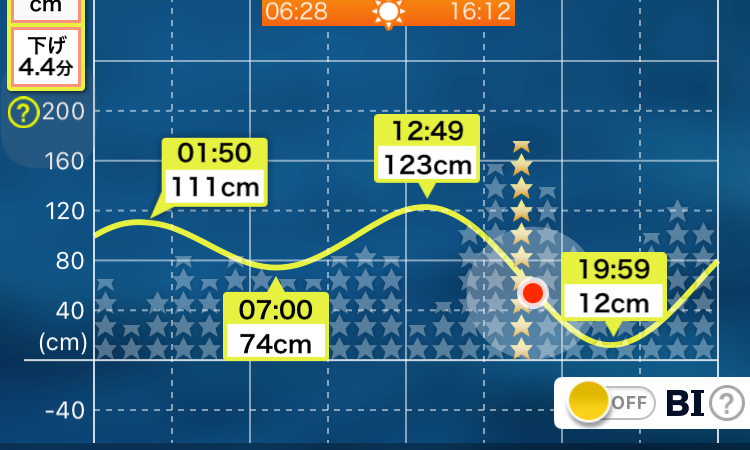 cm
06:28 16:12
下げ
4.4分
?
200
12:49
123cm
01:50
111cm
160
120
80
19:59
12cm
07:00
74cm
40
(cm)
-40
OFF BI ?